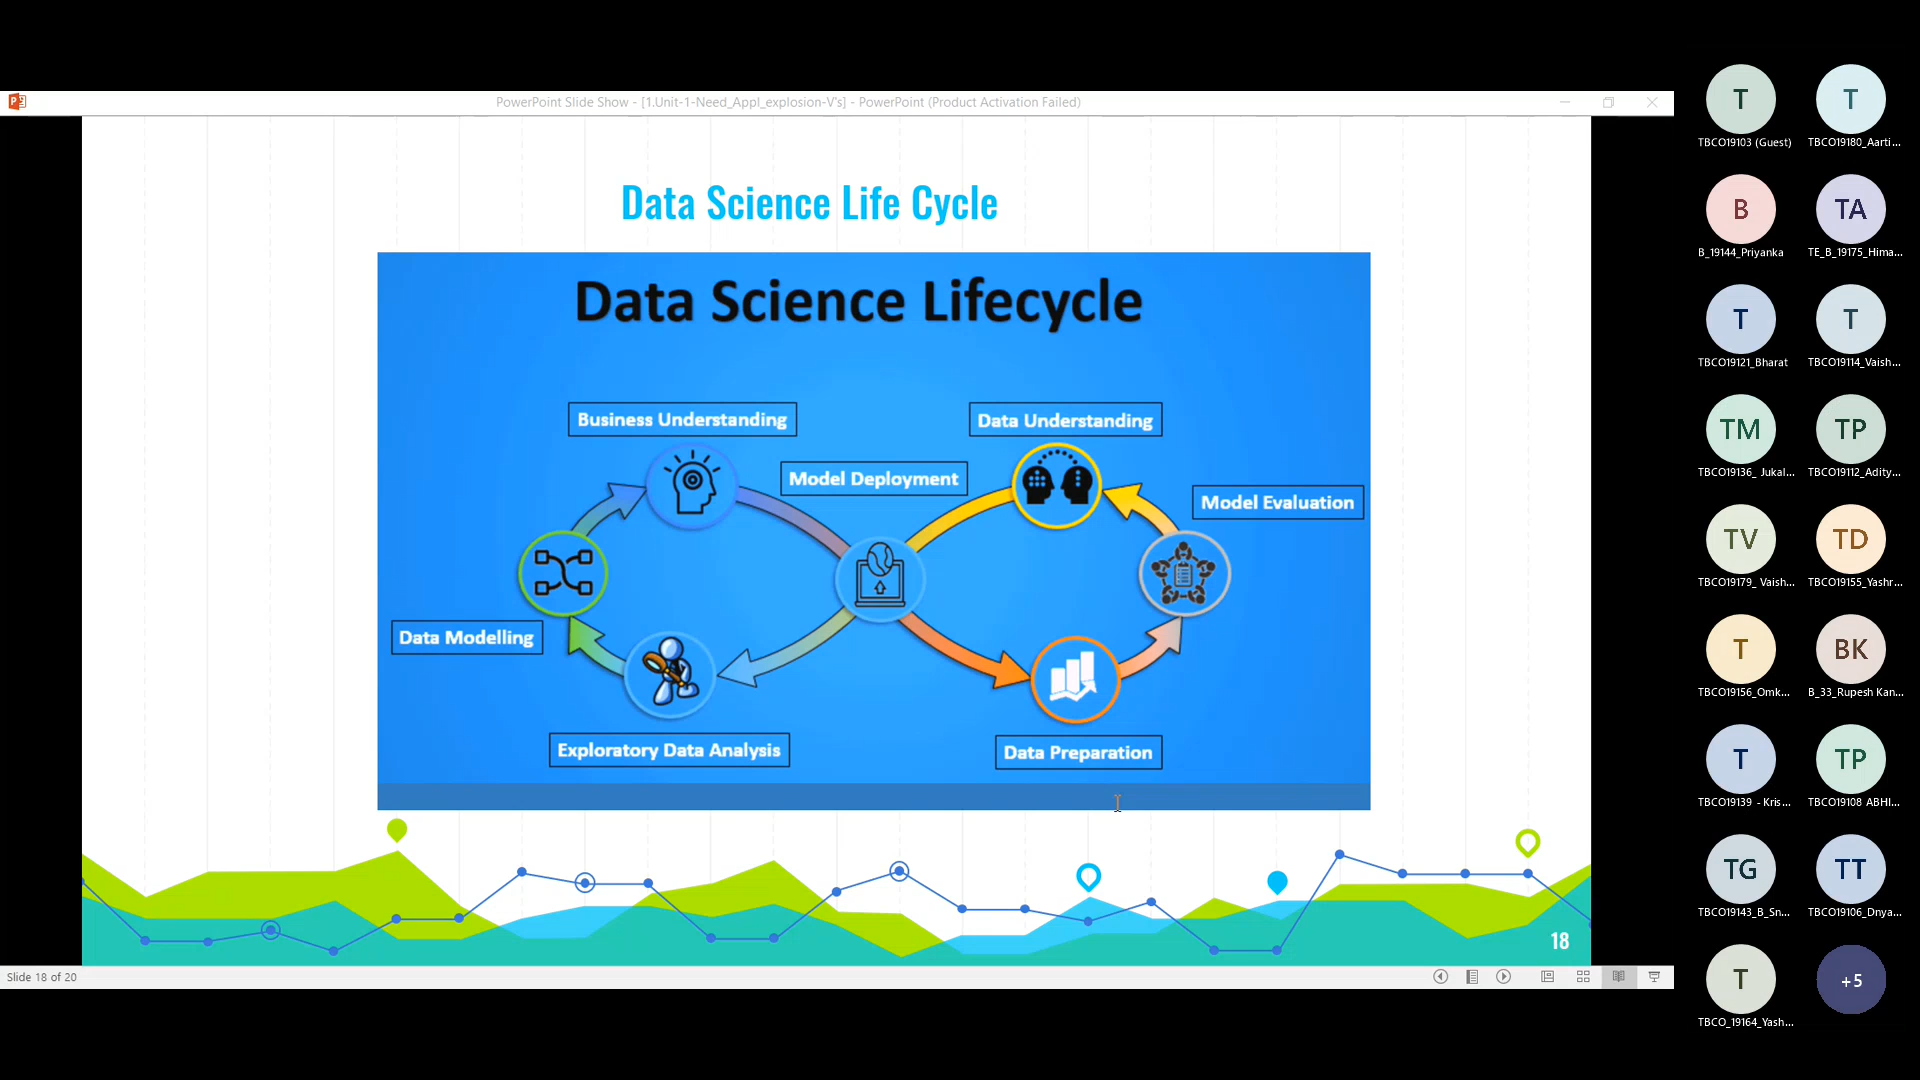 PowerPoint Slide Show - [1.Unit-1-Need_Appl_explosion-V's] - PowerPoint (Product Activation Failed)
Data Science Life Cycle
Data Science Lifecycle
Business Understanding
Data Understanding
Model Deployment
Model Evaluation
Data Modelling
Exploratory Data Analysis
Data Preparation
18
Slide 18 of 20
T
TBCO19103 (Guest)
T
TBCO19180_Aarti...
B
B_19144_Priyanka
TA
TE_B_19175_Hima...
T
TBCO19121_Bharat
T
TBCO19114_Vaish...
TM
TBCO19136_ Jukal...
TP
TBCO19112_Adity...
TV
TBCO19179_ Vaish...
TD
TBCO19155_Yashr...
T
TBCO19156_Omk...
BK
B_33_Rupesh Kan...
T
TBCO19139 - Kris...
TP
TBCO19108 ABHI...
TG
TBCO19143_B_Sn...
TT
TBCO19106_Dnya...
T
TBCO_19164_Yash...
+5